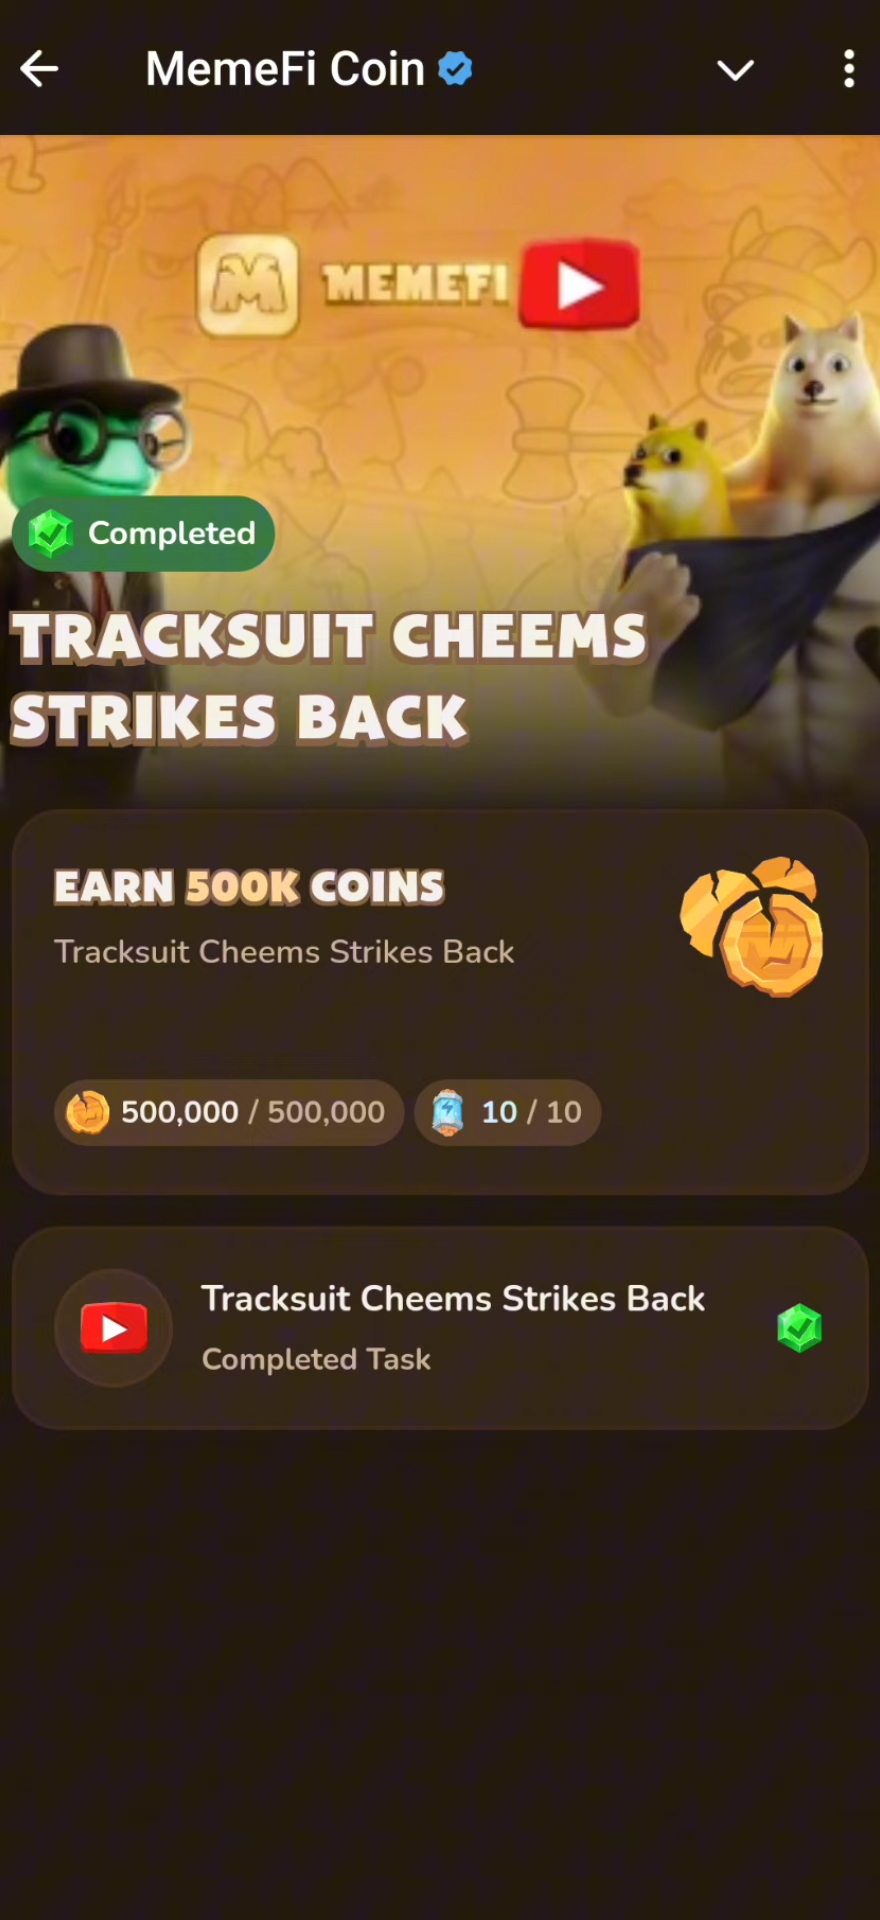 MemeFi Coin
MEMEFI
Completed
TRACKSUIT CHEEMS
STRIKES BACK
EARN 500K COINS
Tracksuit Cheems Strikes Back
500,000 / 500,000
10 / 10
Tracksuit Cheems Strikes Back
Completed Task